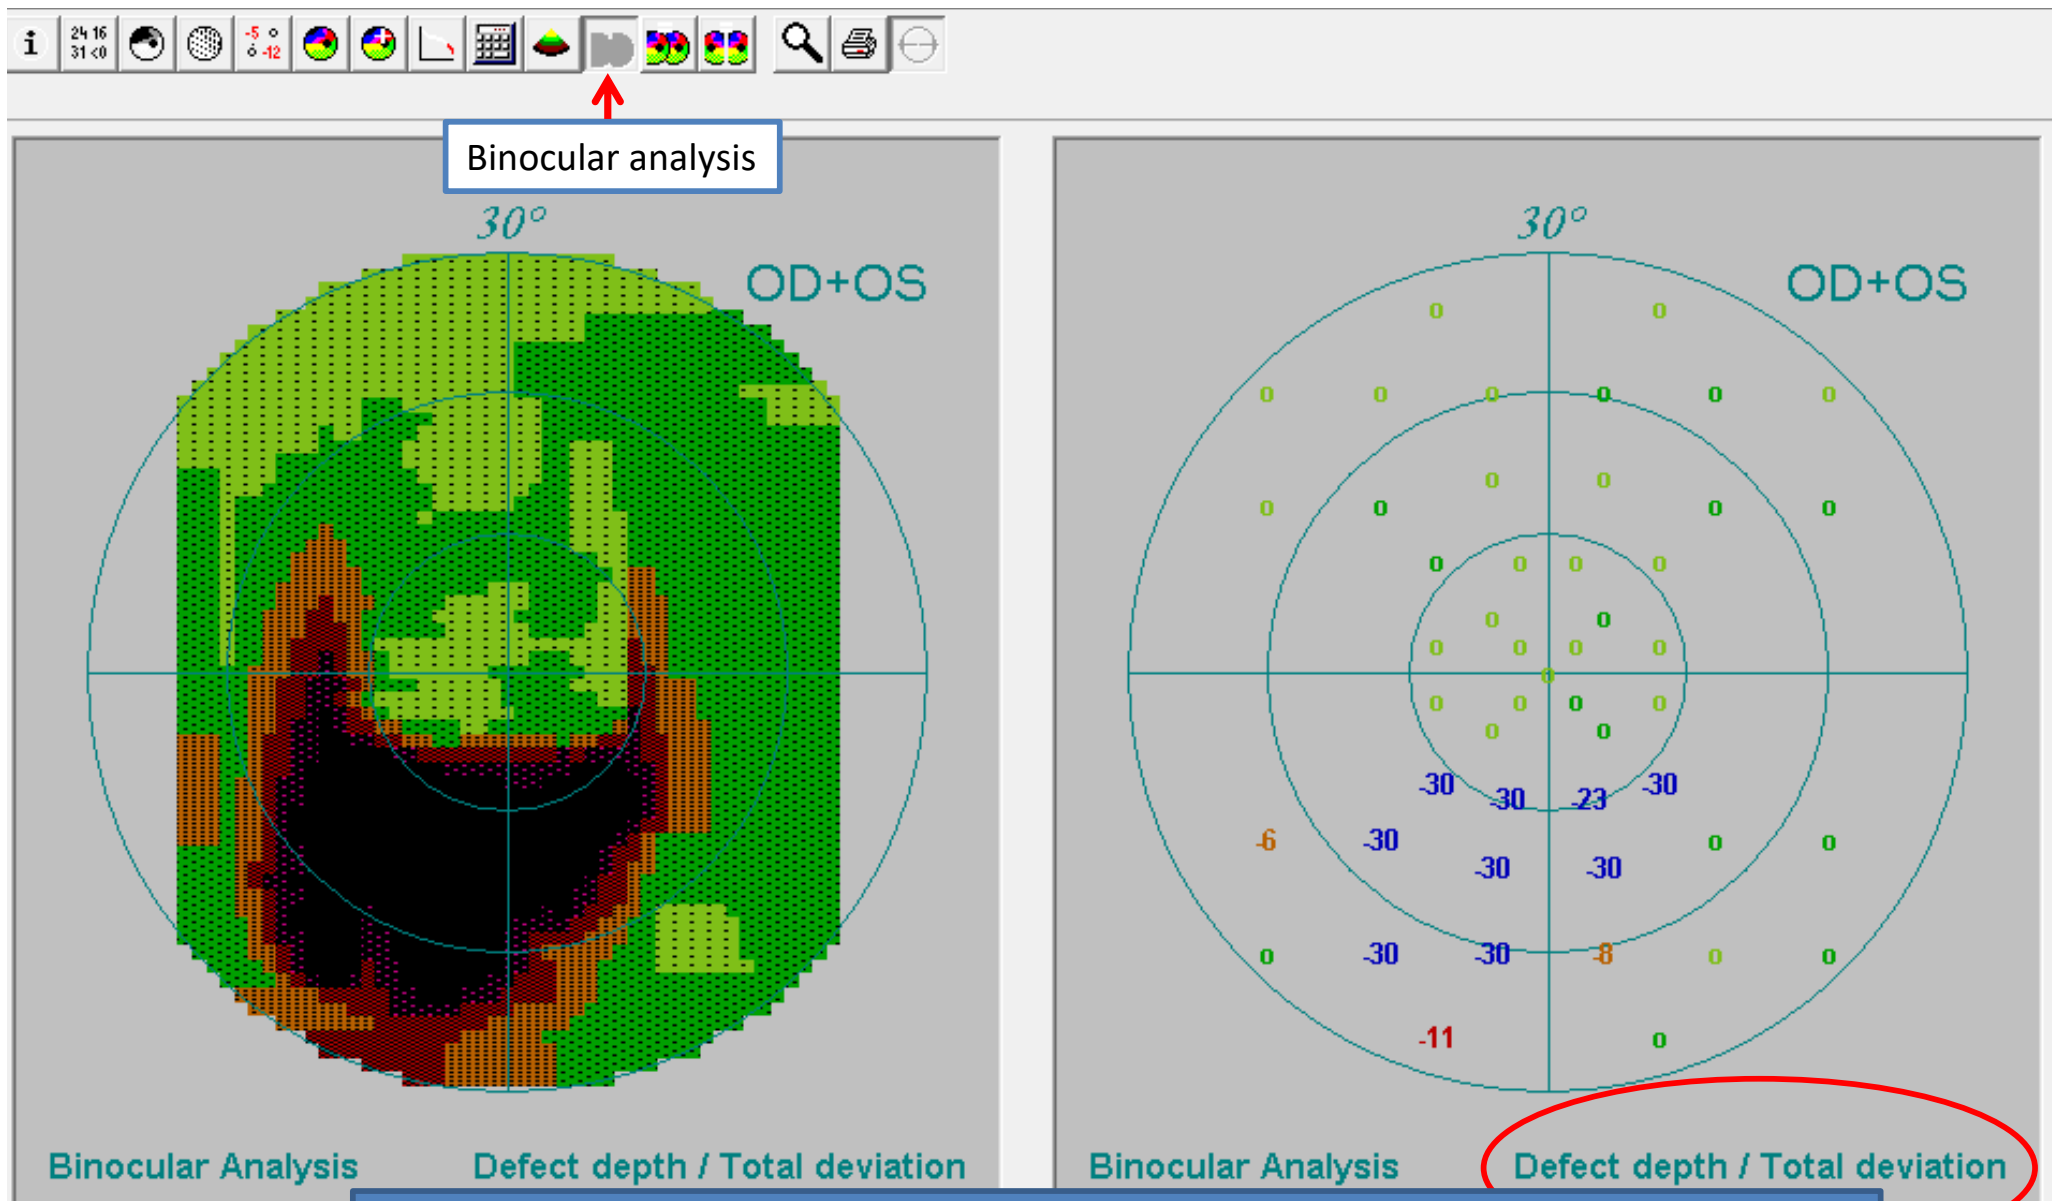 i 24 16 -5
31 <0 -12
Binocular analysis
30°
OD+OS
Binocular Analysis Defect depth / Total deviation
30°
OD+OS
0 0
0 0 0 0 0 0
0 0
0 0 0 0
0 0 0 0
0 0
0 0 0 0
0
0 0 0 0
0 0
-30 -30 -23 -30
-6 -30 0 0
-30 -30
0 -30 -30 -8 0 0
-11 0
Binocular Analysis Defect depth / Total deviation